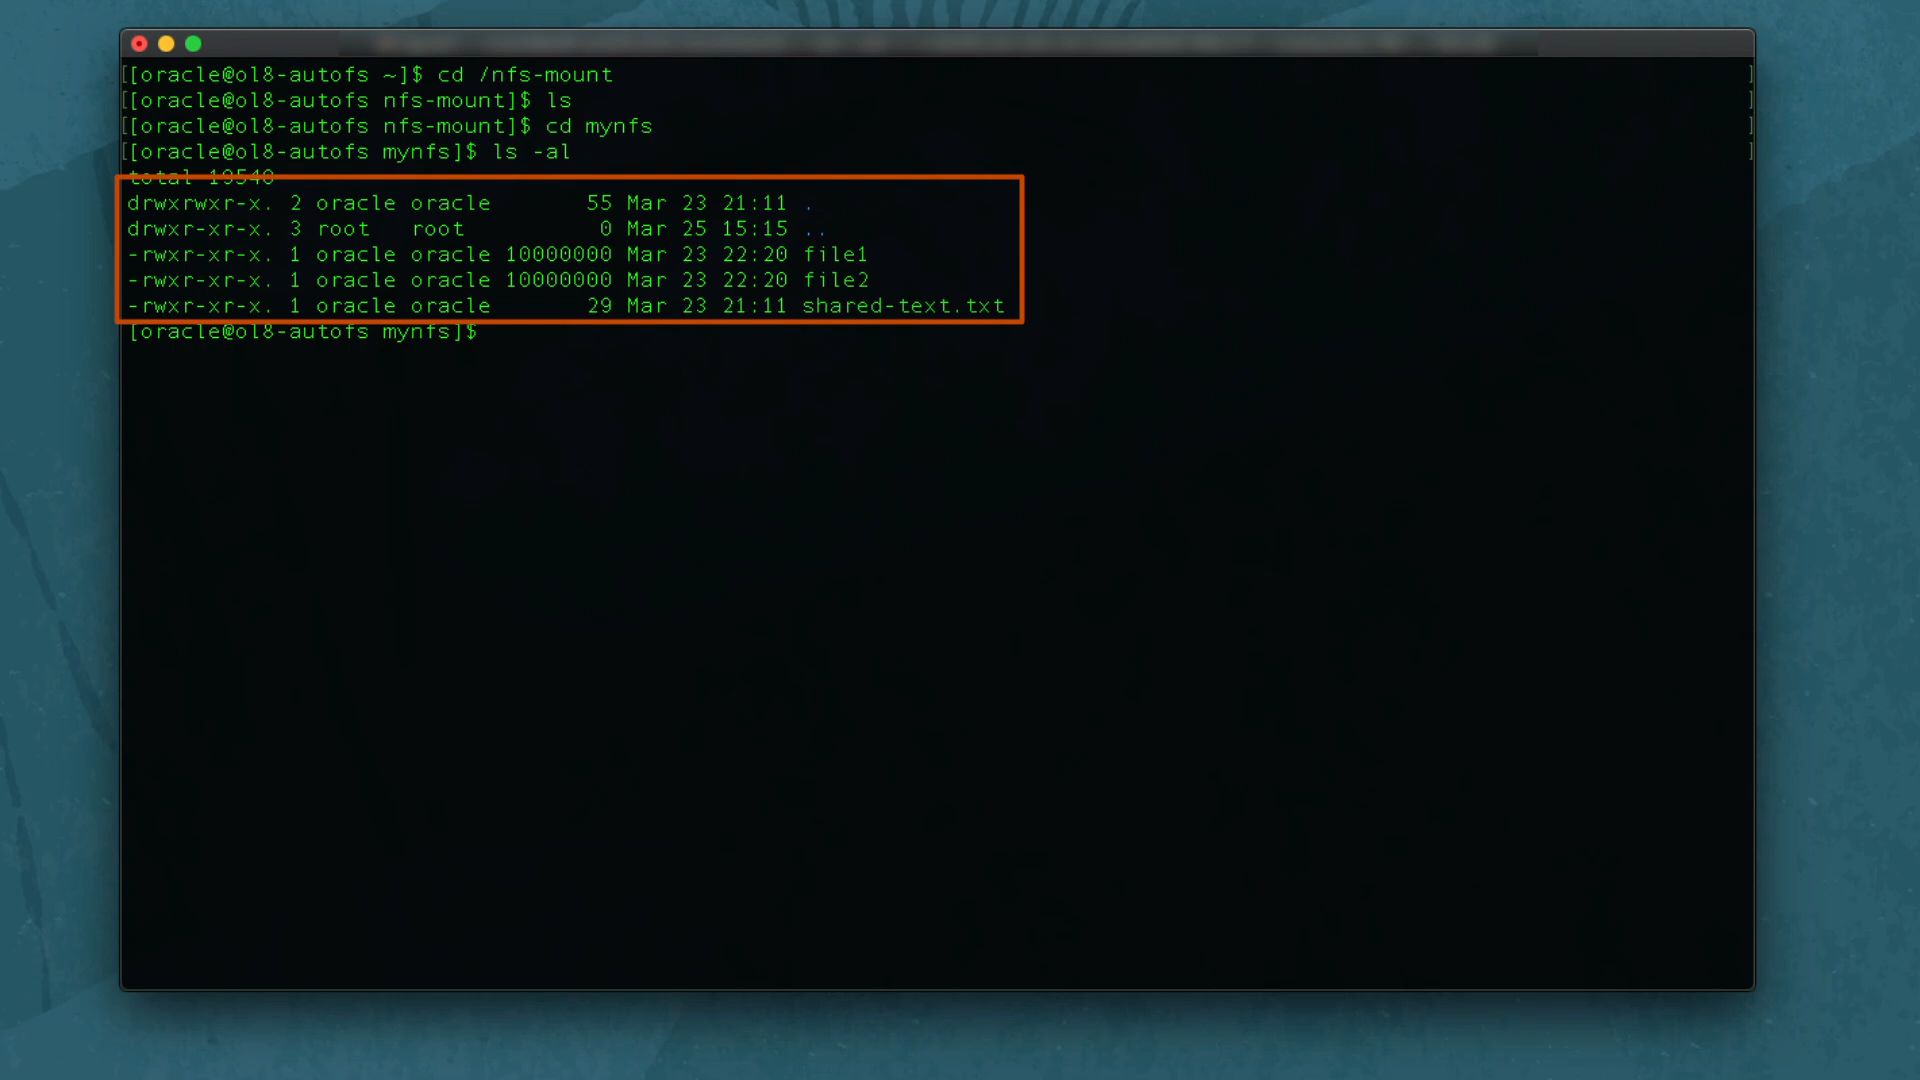 [[oracle@ol8-autofs ~]$ cd /nfs-mount ]
[[oracle@ol8-autofs nfs-mount]$ ls ]
[[oracle@ol8-autofs nfs-mount]$ cd mynfs ]
[[oracle@ol8-autofs mynfs]$ ls -al ]
total 19540
drwxrwxr-x. 2 oracle oracle       55 Mar 23 21:11 .
drwxr-xr-x. 3 root   root          0 Mar 25 15:15 ..
-rwxr-xr-x. 1 oracle oracle 10000000 Mar 23 22:20 file1
-rwxr-xr-x. 1 oracle oracle 10000000 Mar 23 22:20 file2
-rwxr-xr-x. 1 oracle oracle       29 Mar 23 21:11 shared-text.txt
[oracle@ol8-autofs mynfs]$